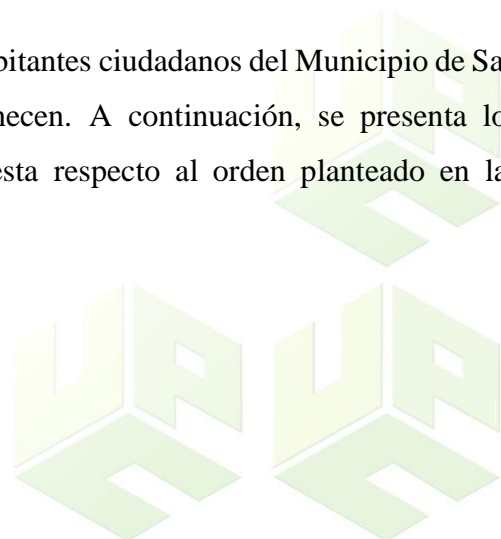 bitantes ciudadanos del Municipio de Sa
necen. A continuación, se presenta lo
esta respecto al orden planteado en la